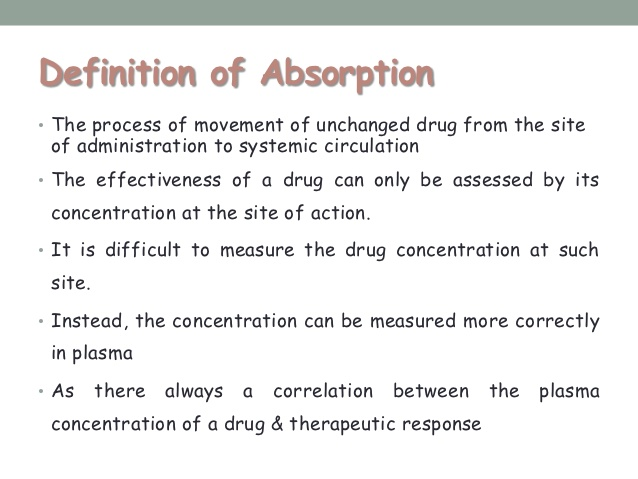 Definition of Absorption
• The process of movement of unchanged drug from the site
of administration to systemic circulation
• The effectiveness of a drug can only be assessed by its
concentration at the site of action.
• It is difficult to measure the drug concentration at such
site.
• Instead, the concentration can be measured more correctly
in plasma
• As there always a correlation between the plasma
concentration of a drug & therapeutic response